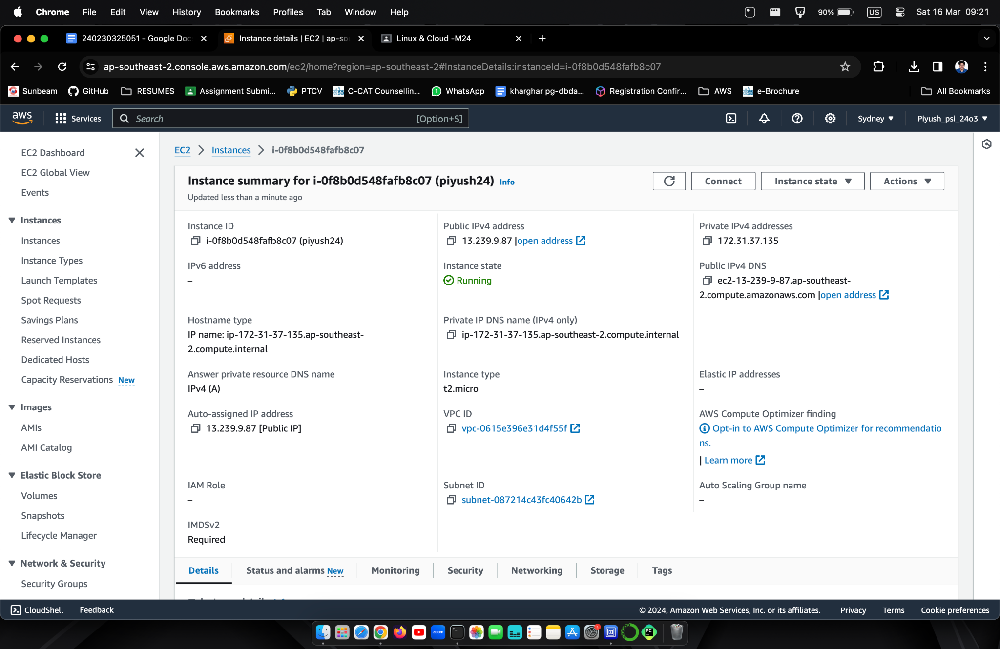 Chrome File Edit View History Bookmarks Profiles Tab Window Help 90% US Sat 16 Mar 09:21
240230325051 - Google Doc Instance details | EC2 | ap-so Linux & Cloud -M24
ap-southeast-2.console.aws.amazon.com/ec2/home?region=ap-southeast-2#InstanceDetails:instanceId=i-0f8b0d548fafb8c07
Sunbeam GitHub RESUMES Assignment Submi... PTCV C-CAT Counsellin... WhatsApp kharghar pg-dbda... Registration Confir... AWS e-Brochure All Bookmarks
aws Services Search [Option+S] Sydney Piyush_psi_24o3
EC2 Dashboard
EC2 Global View
Events
Instances
Instances
Instance Types
Launch Templates
Spot Requests
Savings Plans
Reserved Instances
Dedicated Hosts
Capacity Reservations New
Images
AMIs
AMI Catalog
Elastic Block Store
Volumes
Snapshots
Lifecycle Manager
Network & Security
Security Groups
EC2 Instances i-0f8b0d548fafb8c07
Instance summary for i-0f8b0d548fafb8c07 (piyush24) Info
Updated less than a minute ago
Connect Instance state Actions
Instance ID
i-0f8b0d548fafb8c07 (piyush24)
Public IPv4 address
13.239.9.87 |open address
Private IPv4 addresses
172.31.37.135
IPv6 address
–
Instance state
Running
Public IPv4 DNS
ec2-13-239-9-87.ap-southeast-
2.compute.amazonaws.com |open address
Hostname type
IP name: ip-172-31-37-135.ap-southeast-
2.compute.internal
Private IP DNS name (IPv4 only)
ip-172-31-37-135.ap-southeast-2.compute.internal
Answer private resource DNS name
IPv4 (A)
Instance type
t2.micro
Elastic IP addresses
–
Auto-assigned IP address
13.239.9.87 [Public IP]
VPC ID
vpc-0615e396e31d4f55f
AWS Compute Optimizer finding
Opt-in to AWS Compute Optimizer for recommendatio
ns.
| Learn more
IAM Role
–
Subnet ID
subnet-087214c43fc40642b
Auto Scaling Group name
–
IMDSv2
Required
Details Status and alarms New Monitoring Security Networking Storage Tags
CloudShell Feedback © 2024, Amazon Web Services, Inc. or its affiliates. Privacy Terms Cookie preferences
zoom
1
PC